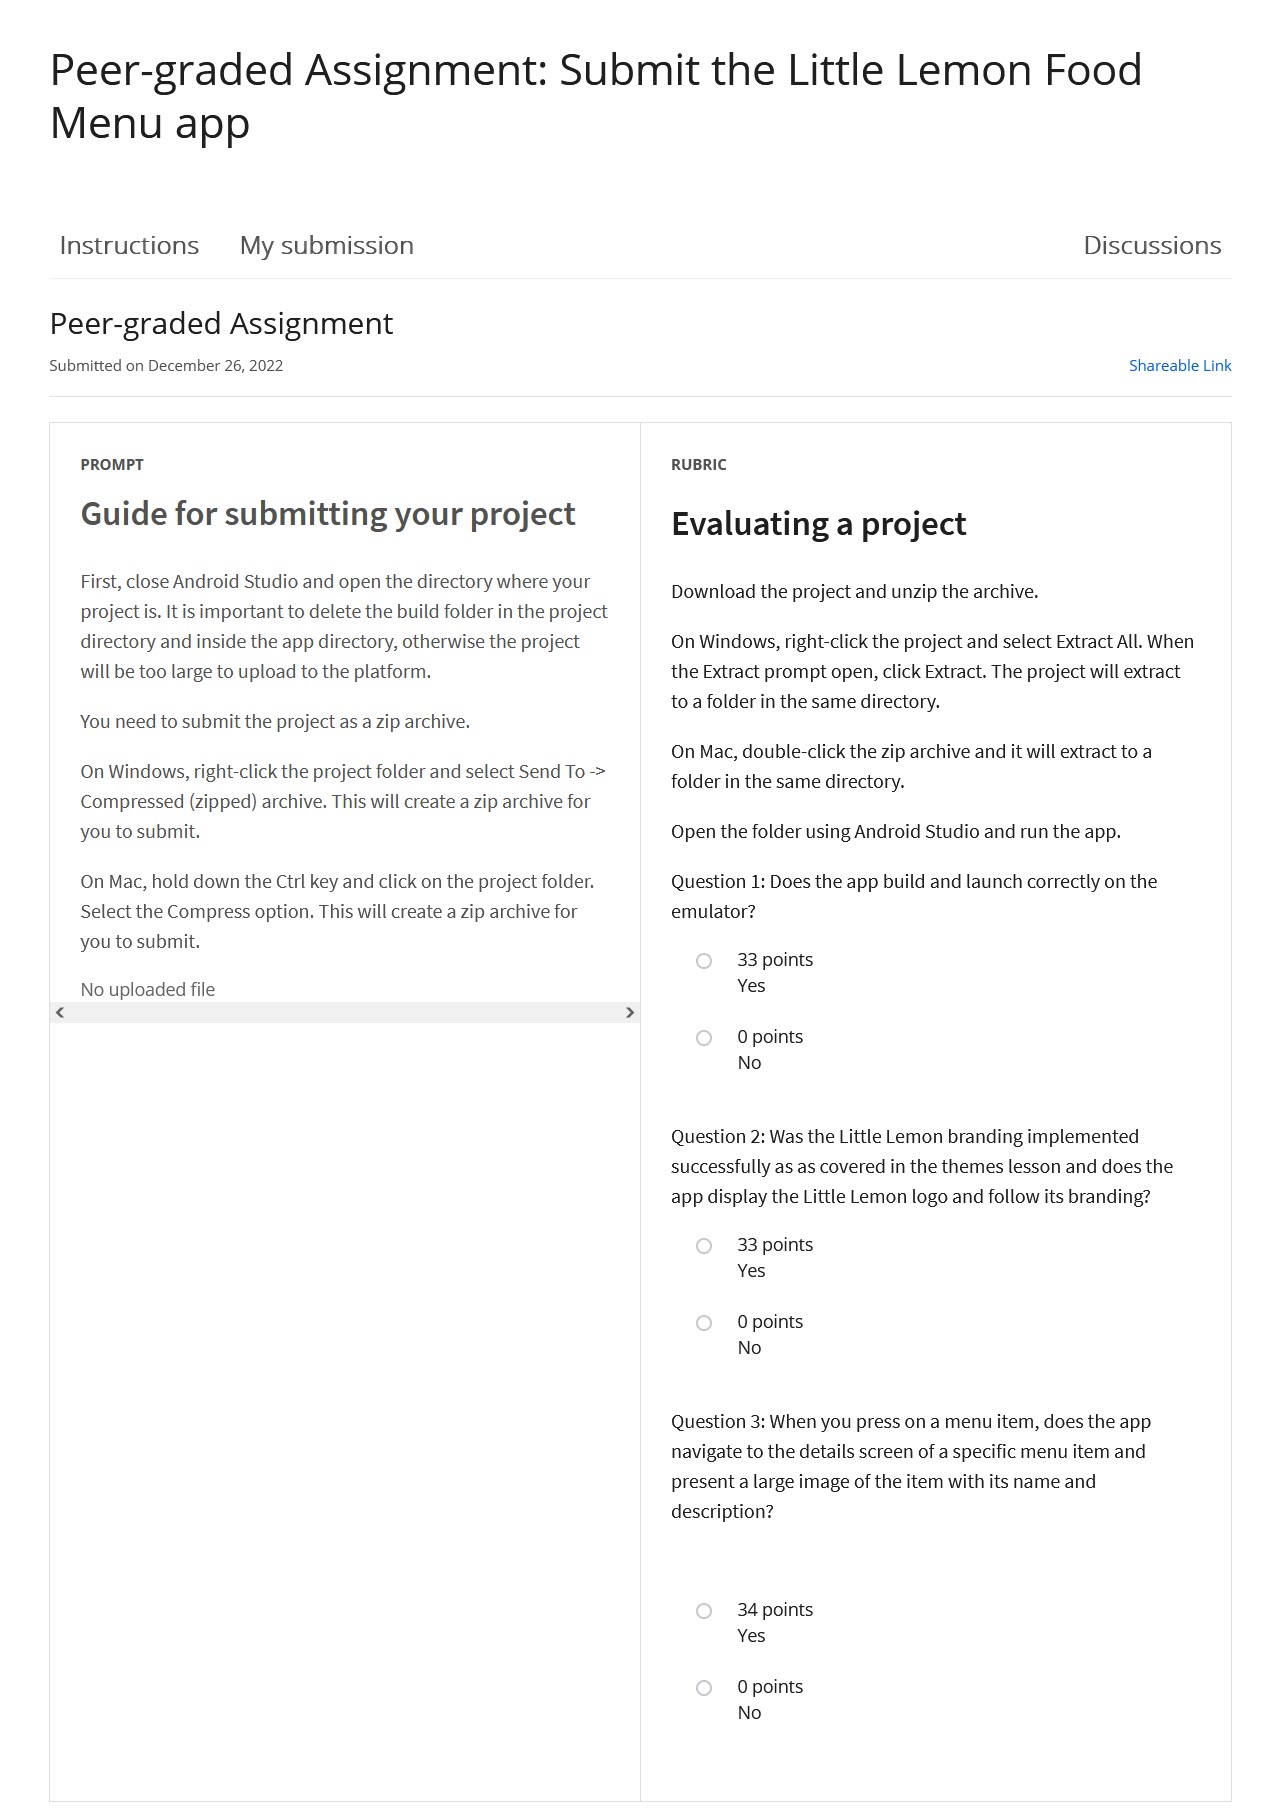 Peer-graded Assignment: Submit the Little Lemon Food
Menu app
Instructions
My submission
Discussions
Peer-graded Assignment
Submitted on December 26, 2022
Shareable Link
PROMPT
Guide for submitting your project
First, close Android Studio and open the directory where your
project is. It is important to delete the build folder in the project
directory and inside the app directory, otherwise the project
will be too large to upload to the platform.
You need to submit the project as a zip archive.
On Windows, right-click the project folder and select Send To ->
Compressed (zipped) archive. This will create a zip archive for
you to submit.
On Mac, hold down the Ctrl key and click on the project folder.
Select the Compress option. This will create a zip archive for
you to submit.
No uploaded file
RUBRIC
Evaluating a project
Download the project and unzip the archive.
On Windows, right-click the project and select Extract All. When
the Extract prompt open, click Extract. The project will extract
to a folder in the same directory.
On Mac, double-click the zip archive and it will extract to a
folder in the same directory.
Open the folder using Android Studio and run the app.
Question 1: Does the app build and launch correctly on the
emulator?
33 points
Yes
0 points
No
Question 2: Was the Little Lemon branding implemented
successfully as as covered in the themes lesson and does the
app display the Little Lemon logo and follow its branding?
33 points
Yes
0 points
No
Question 3: When you press on a menu item, does the app
navigate to the details screen of a specific menu item and
present a large image of the item with its name and
description?
34 points
Yes
0 points
No